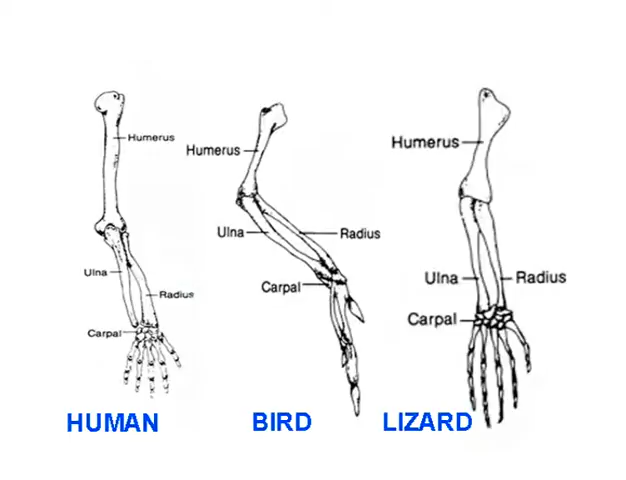 Humerus
Ulna
Radius
Carpal
HUMAN
Humerus
Ulna
Radius
Carpal
BIRD
Humerus
Ulna
Radius
Carpal
LIZARD